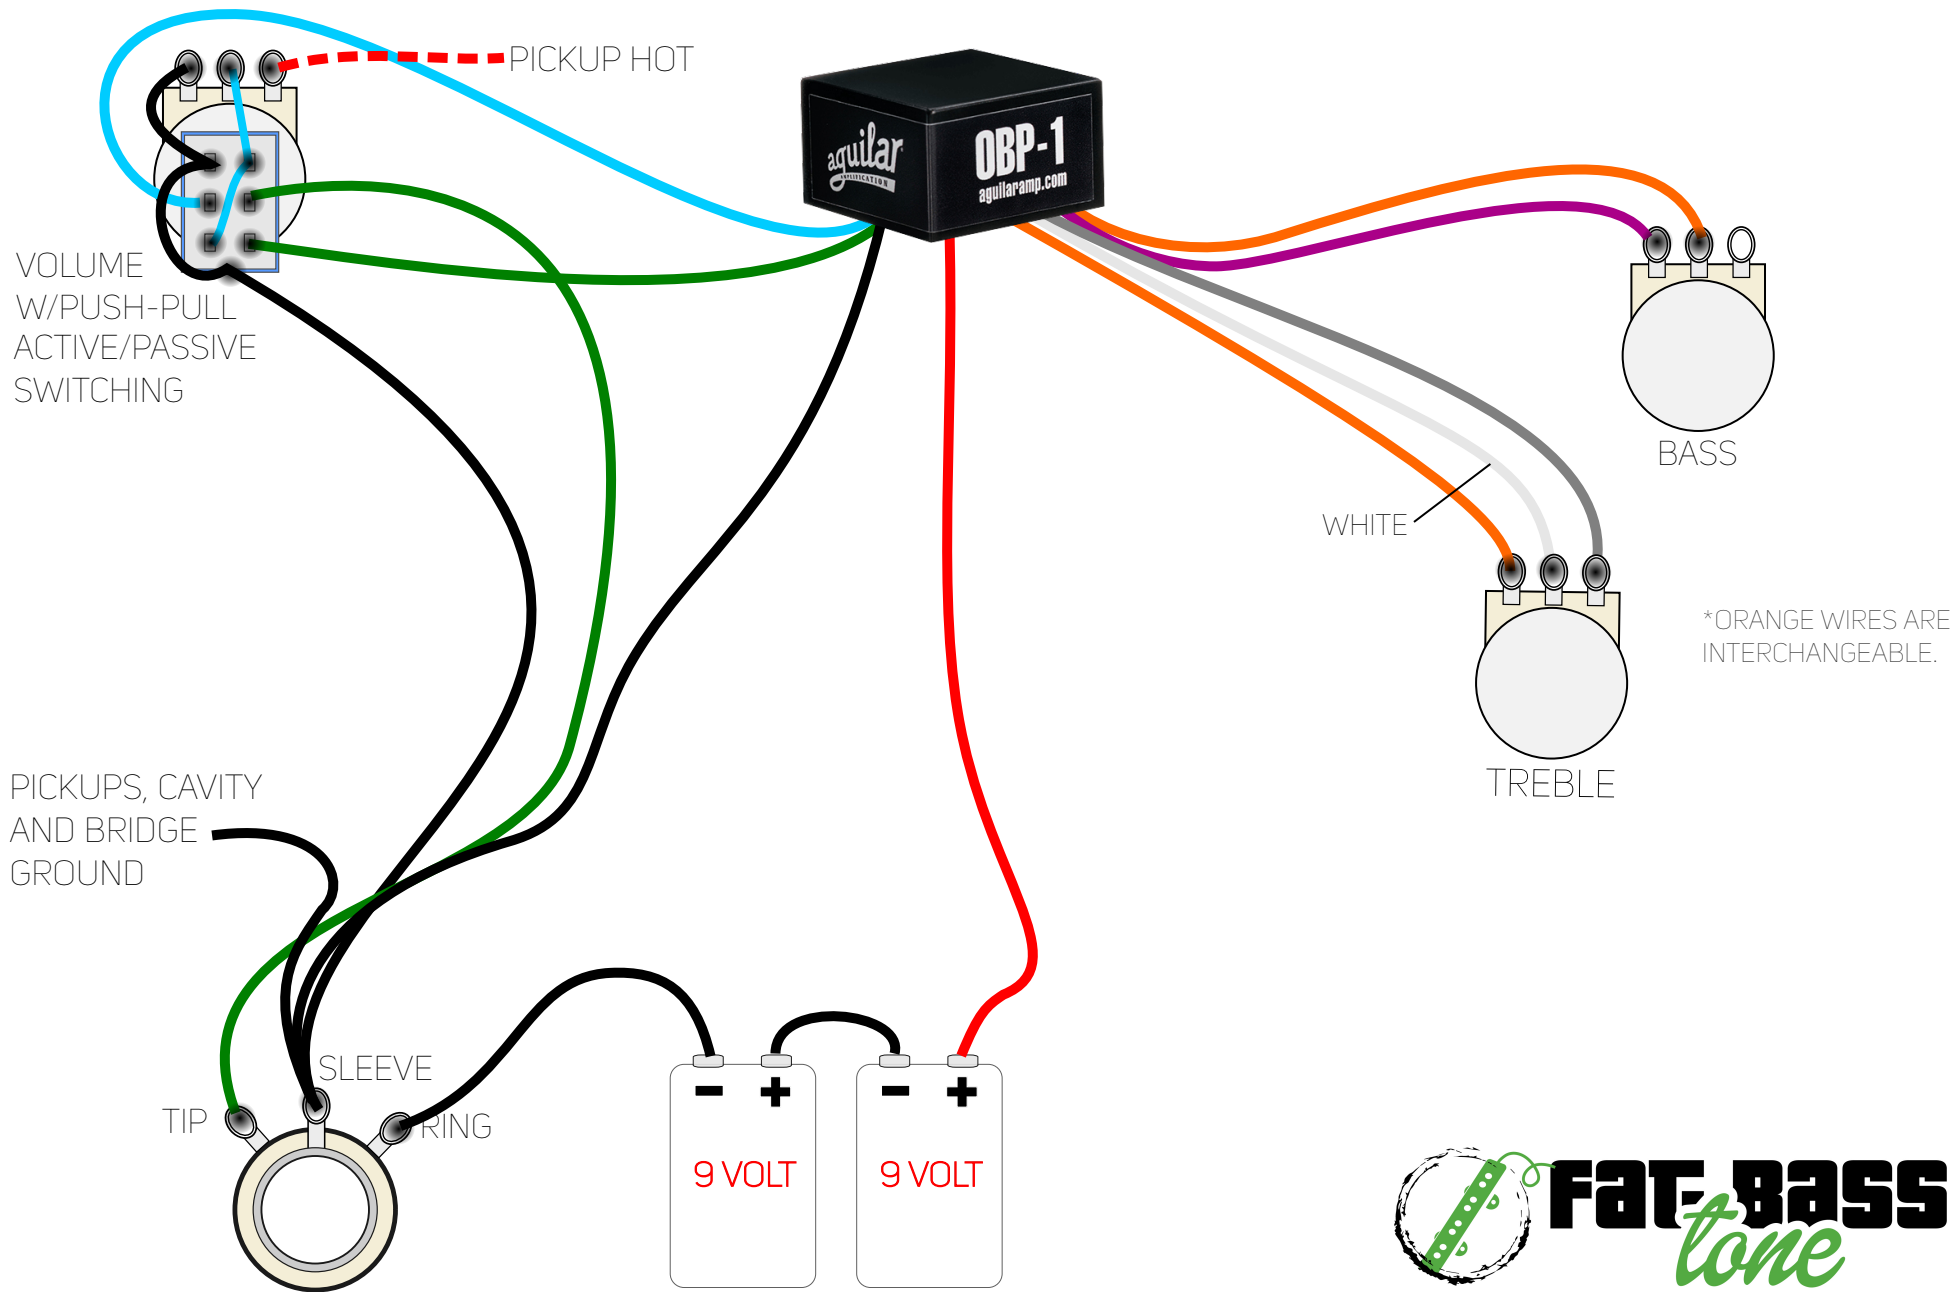 PICKUP HOT
aguilar
AMPLIFICATION
OBP-1
aguilaramp.com
VOLUME
W/PUSH-PULL
ACTIVE/PASSIVE
SWITCHING
BASS
WHITE
TREBLE
*ORANGE WIRES ARE
INTERCHANGEABLE.
PICKUPS, CAVITY
AND BRIDGE
GROUND
SLEEVE
TIP
RING
- +
- +
9 VOLT
9 VOLT
FAT-BASS
tone